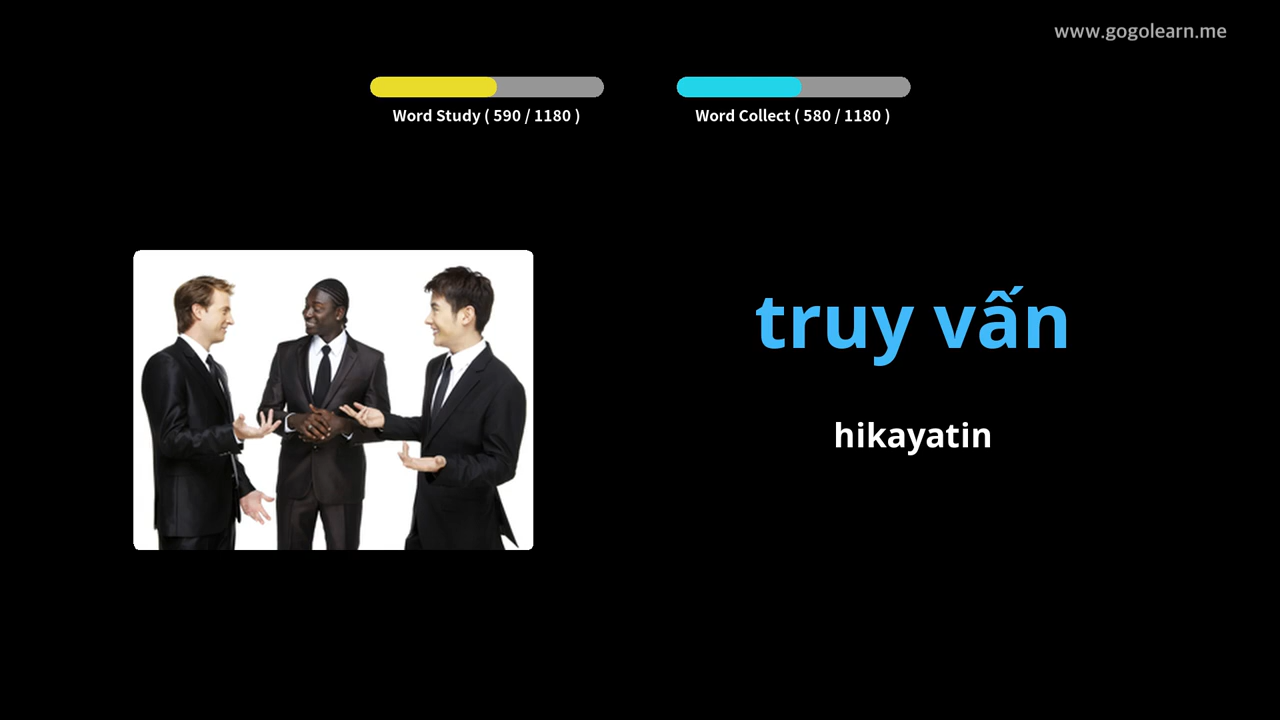 www.gogolearn.me
Word Study ( 590 / 1180 )
Word Collect ( 580 / 1180 )
truy vấn
hikayatin